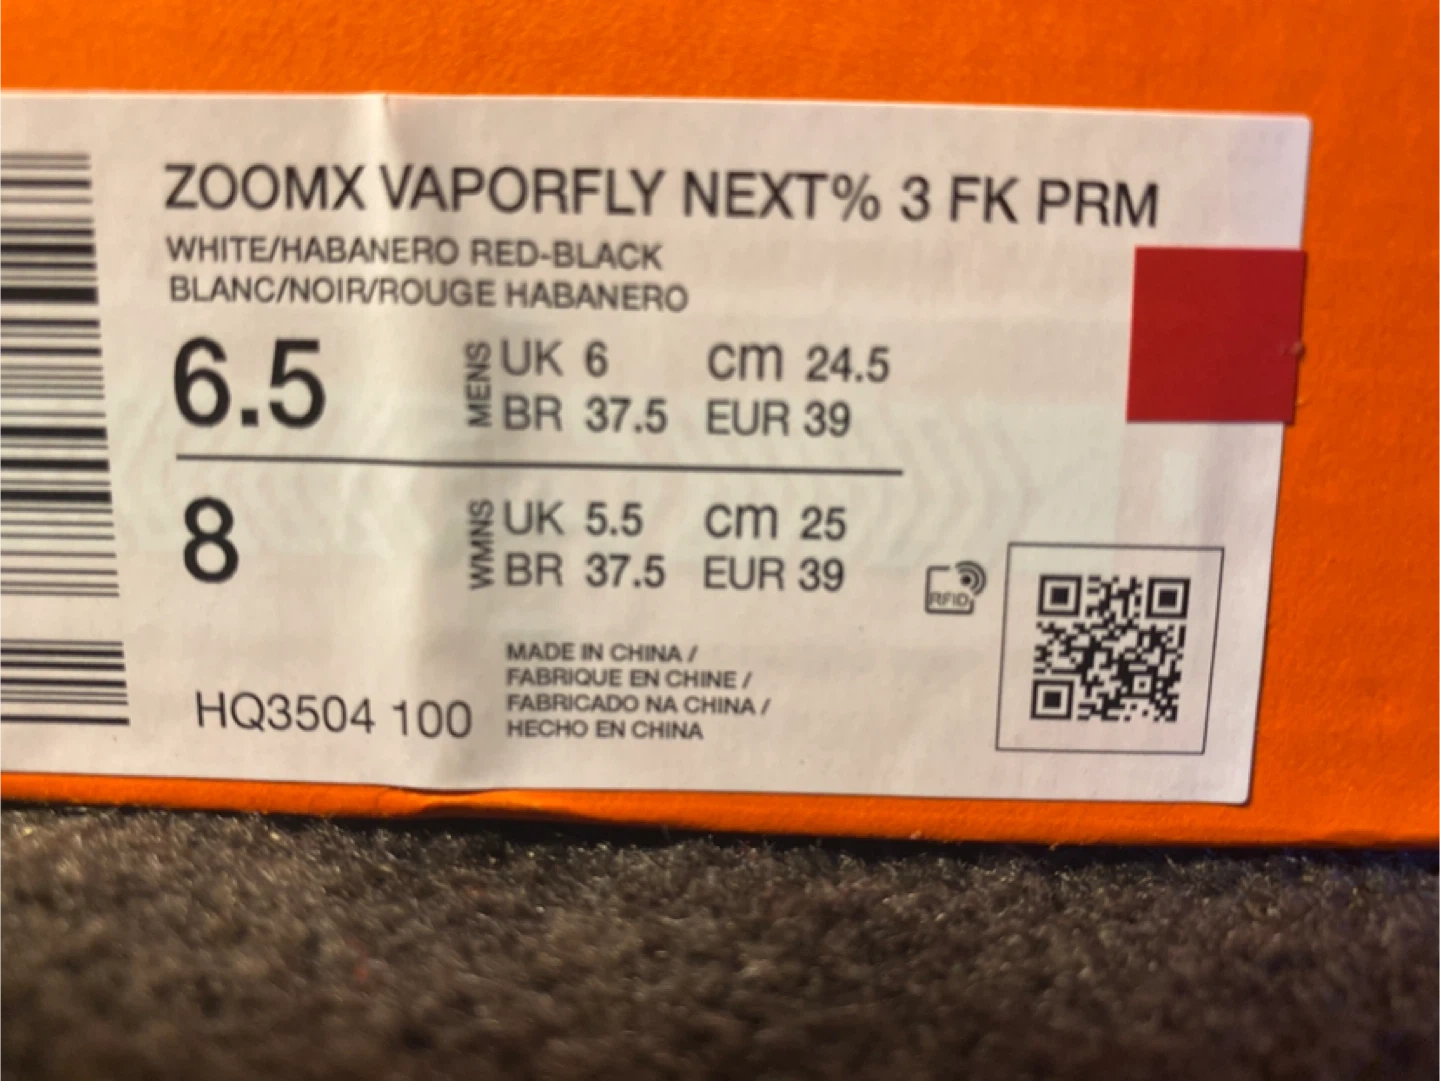 ZOOMX VAPORFLY NEXT% 3 FK PRM
WHITE/HABANERO RED-BLACK
BLANC/NOIR/ROUGE HABANERO
6.5 MENS UK 6 cm 24.5
BR 37.5 EUR 39
8 WMNS UK 5.5 cm 25
BR 37.5 EUR 39
RFID
MADE IN CHINA /
FABRIQUE EN CHINE /
FABRICADO NA CHINA /
HECHO EN CHINA
HQ3504 100